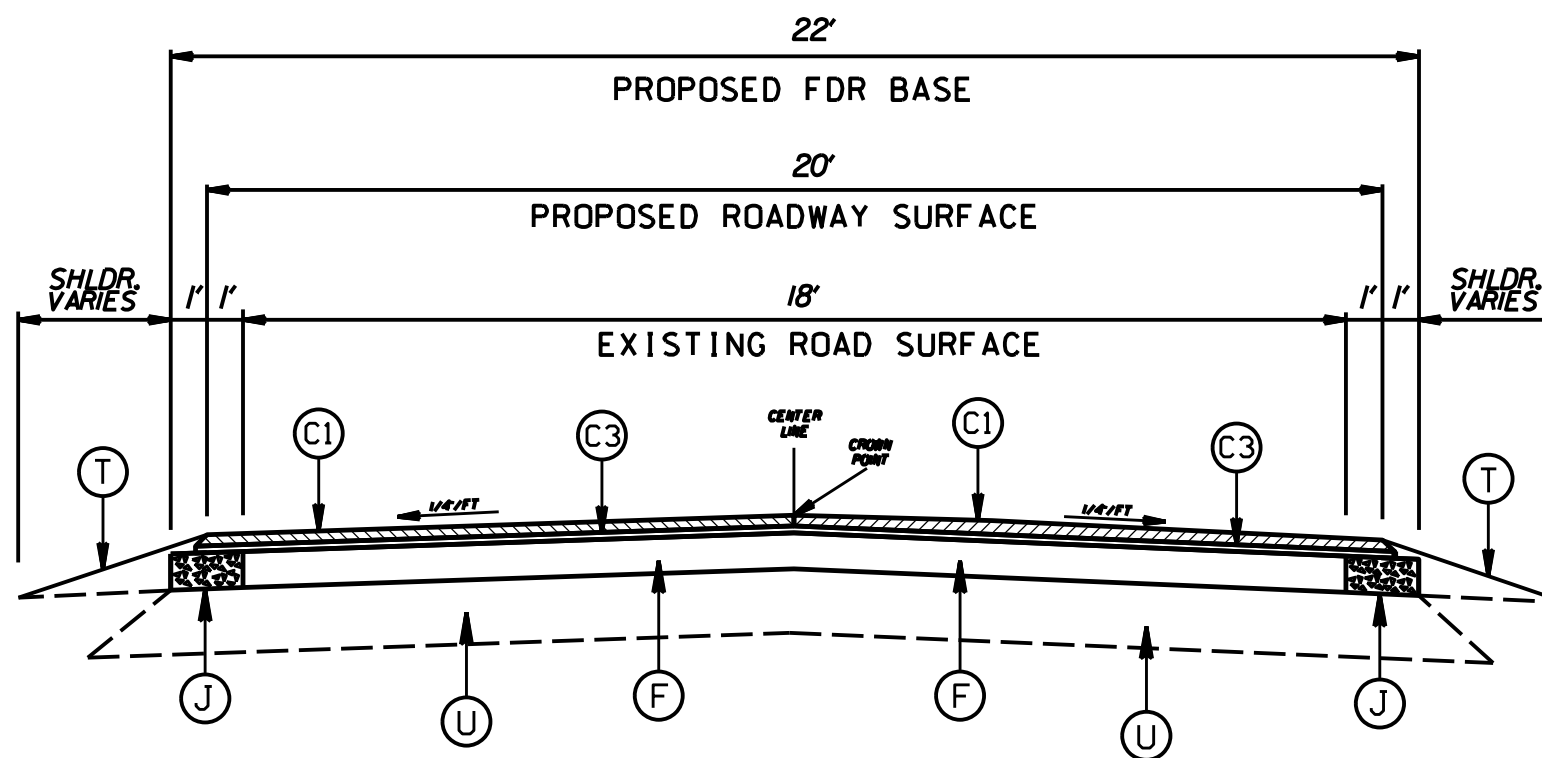 22'
PROPOSED FDR BASE
20'
PROPOSED ROADWAY SURFACE
SHLDR.
VARIES
1'
1'
18'
1'
1'
SHLDR.
VARIES
EXISTING ROAD SURFACE
C1
C3
CENTER
LINE
CROWN
POINT
C1
C3
T
T
1/4"/FT
1/4"/FT
J
U
F
F
U
J